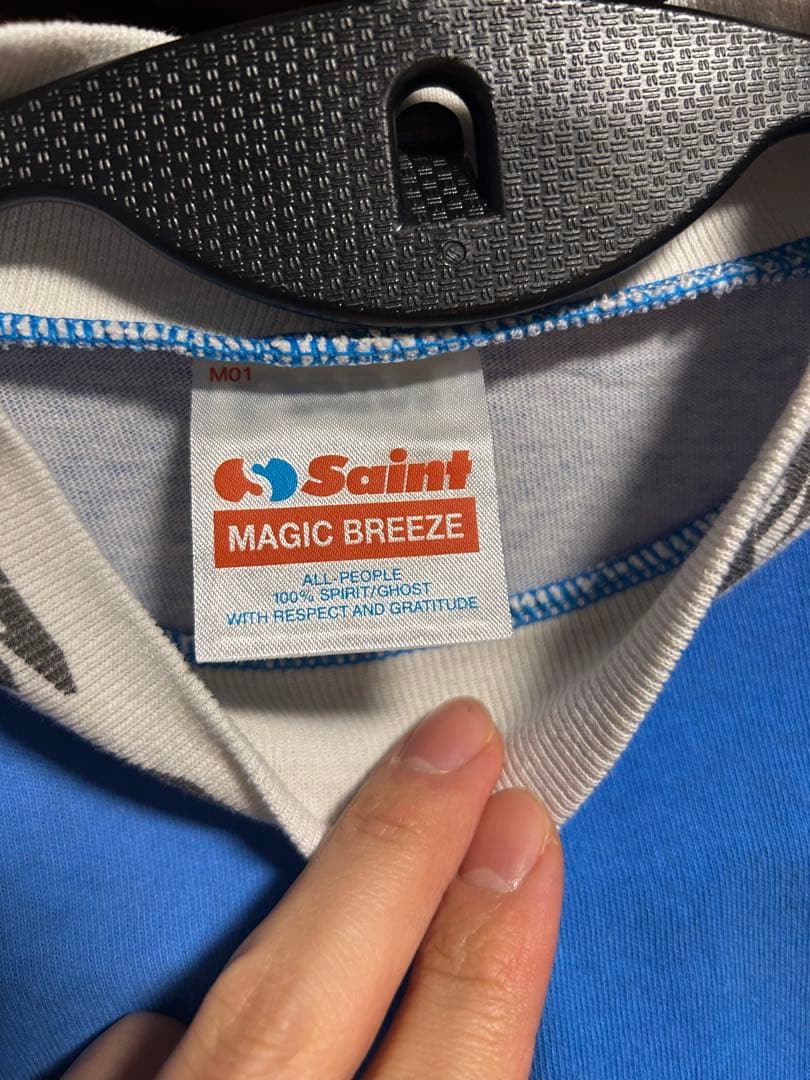 M01
Saint
MAGIC BREEZE
ALL-PEOPLE
100% SPIRIT/GHOST
WITH RESPECT AND GRATITUDE